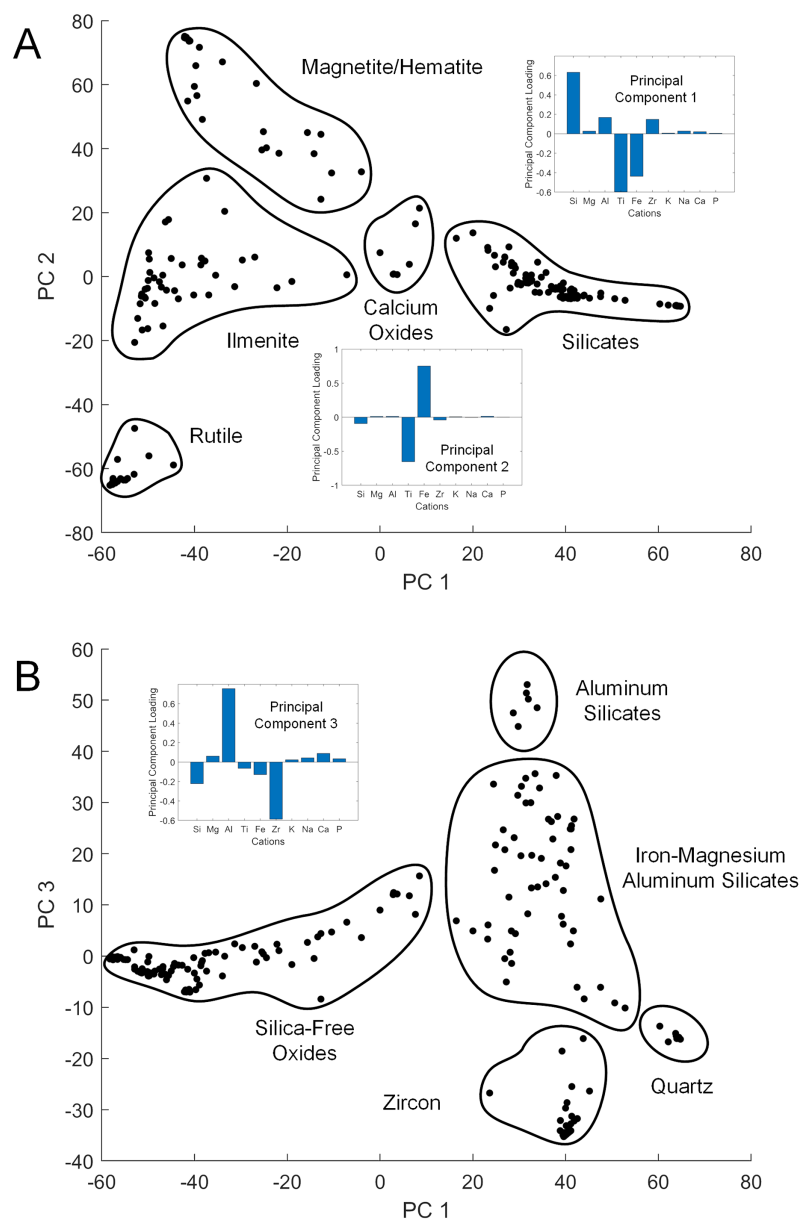 A
80
60
40
20
0
-20
-40
-60
-80
PC 2
-60
-40
-20
0
20
40
60
80
PC 1
Magnetite/Hematite
Ilmenite
Calcium
Oxides
Silicates
Rutile
Principal
Component 1
Principal Component Loading
0.6
0.4
0.2
0
-0.2
-0.4
-0.6
Si Mg Al Ti Fe Zr K Na Ca P
Cations
Principal
Component 2
Principal Component Loading
1
0.5
0
-0.5
-1
Si Mg Al Ti Fe Zr K Na Ca P
Cations
B
60
50
40
30
20
10
0
-10
-20
-30
-40
PC 3
-60
-40
-20
0
20
40
60
80
PC 1
Principal
Component 3
Principal Component Loading
0.6
0.4
0.2
0
-0.2
-0.4
-0.6
Si Mg Al Ti Fe Zr K Na Ca P
Cations
Aluminum
Silicates
Iron-Magnesium
Aluminum Silicates
Silica-Free
Oxides
Zircon
Quartz